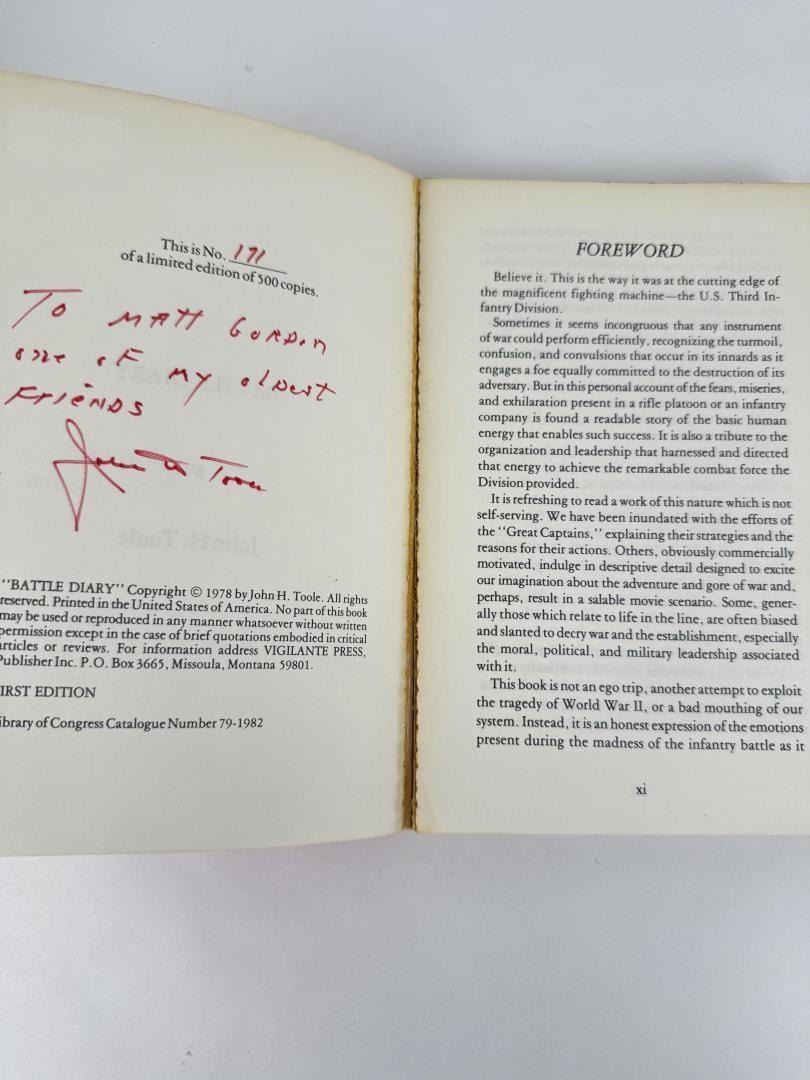 This is No. 171
of a limited edition of 500 copies.
To MATT GORDON
one of my oldest
FRIENDS
John H Toole
"BATTLE DIARY" Copyright © 1978 by John H. Toole. All rights
reserved. Printed in the United States of America. No part of this book
may be used or reproduced in any manner whatsoever without written
permission except in the case of brief quotations embodied in critical
rticles or reviews. For information address VIGILANTE PRESS,
Publisher Inc. P.O. Box 3665, Missoula, Montana 59801.
IRST EDITION
ibrary of Congress Catalogue Number 79-1982
FOREWORD
Believe it. This is the way it was at the cutting edge of
the magnificent fighting machine—the U.S. Third In-
fantry Division.
Sometimes it seems incongruous that any instrument
of war could perform efficiently, recognizing the turmoil,
confusion, and convulsions that occur in its innards as it
engages a foe equally committed to the destruction of its
adversary. But in this personal account of the fears, miseries,
and exhilaration present in a rifle platoon or an infantry
company is found a readable story of the basic human
energy that enables such success. It is also a tribute to the
organization and leadership that harnessed and directed
that energy to achieve the remarkable combat force the
Division provided.
It is refreshing to read a work of this nature which is not
self-serving. We have been inundated with the efforts of
the "Great Captains," explaining their strategies and the
reasons for their actions. Others, obviously commercially
motivated, indulge in descriptive detail designed to excite
our imagination about the adventure and gore of war and,
perhaps, result in a salable movie scenario. Some, gener-
ally those which relate to life in the line, are often biased
and slanted to decry war and the establishment, especially
the moral, political, and military leadership associated
with it.
This book is not an ego trip, another attempt to exploit
the tragedy of World War II, or a bad mouthing of our
system. Instead, it is an honest expression of the emotions
present during the madness of the infantry battle as it
xi